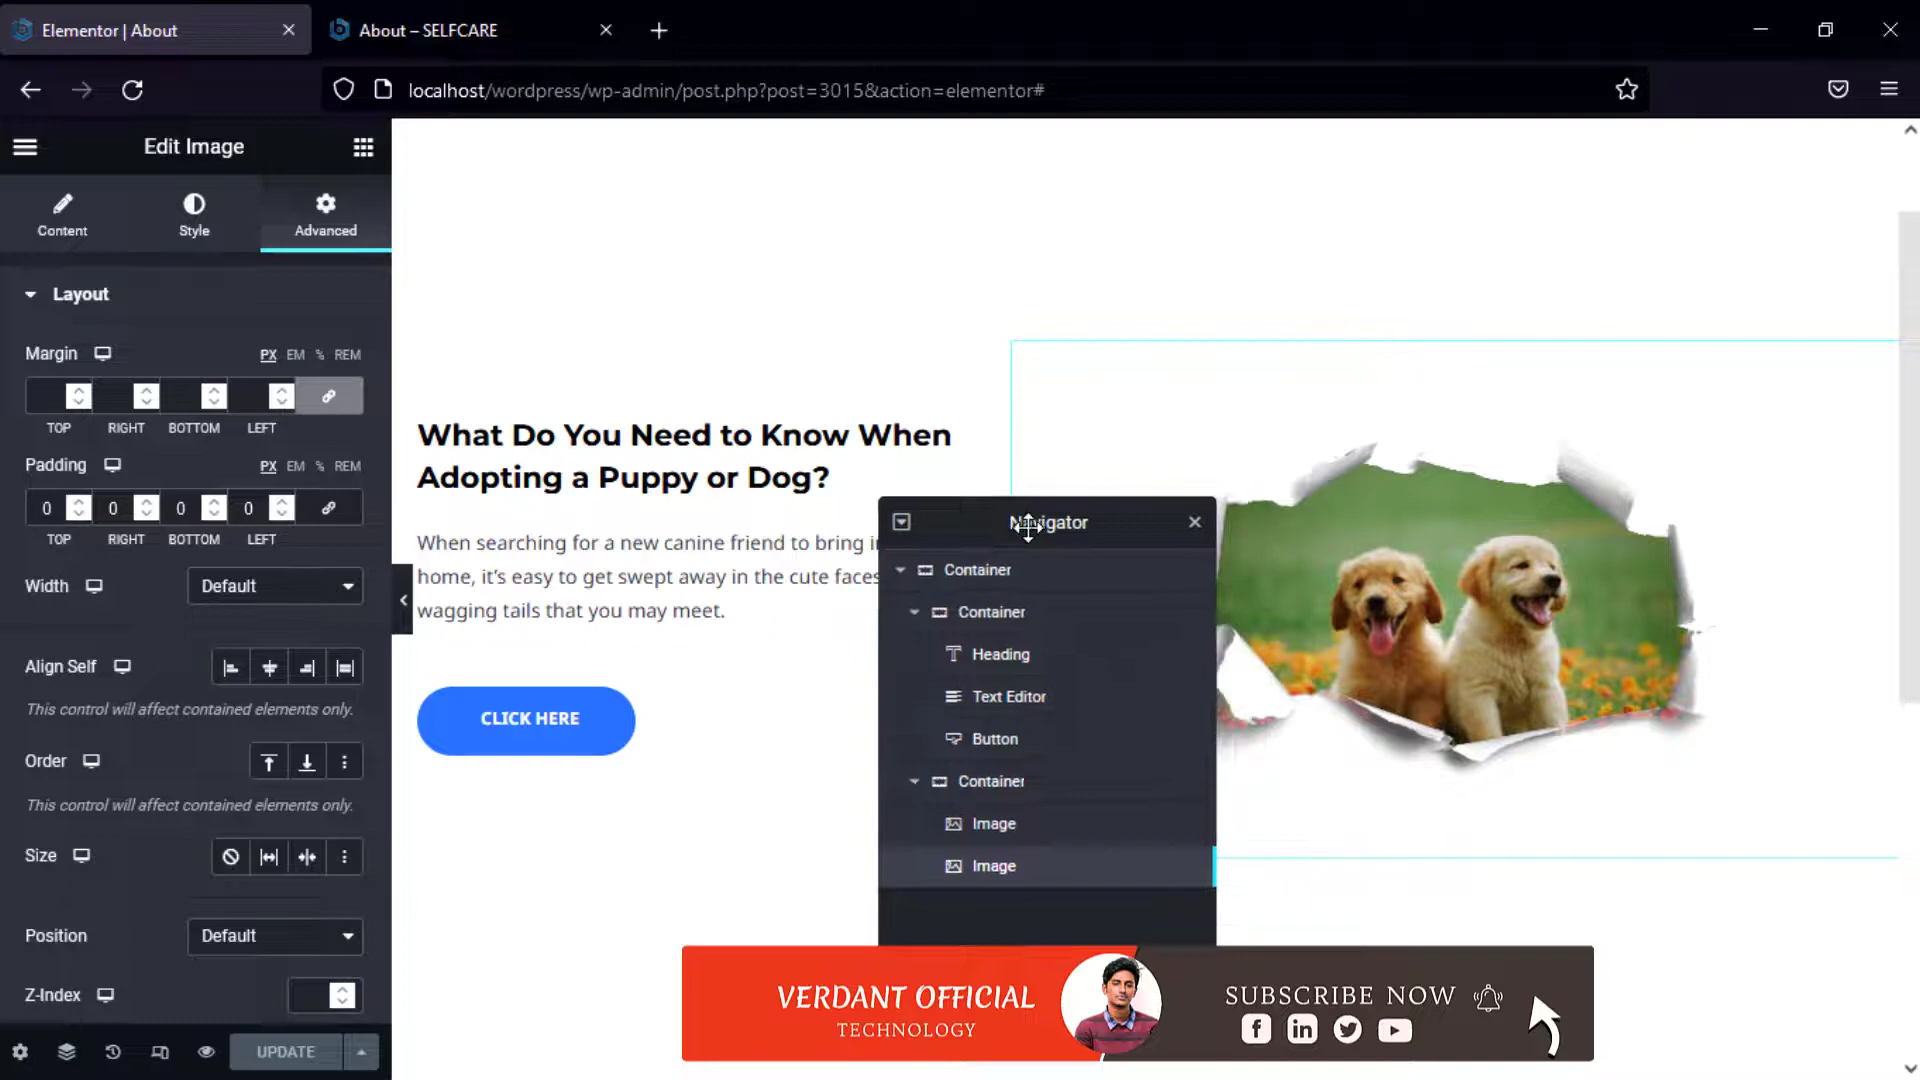 Elementor | About
About – SELFCARE
localhost/wordpress/wp-admin/post.php?post=3015&action=elementor#
Edit Image
Content
Style
Advanced
Layout
Margin
PX EM % REM
TOP RIGHT BOTTOM LEFT
Padding
PX EM % REM
0 0 0 0
TOP RIGHT BOTTOM LEFT
Width
Default
Align Self
This control will affect contained elements only.
Order
This control will affect contained elements only.
Size
Position
Default
Z-Index
UPDATE
What Do You Need to Know When
Adopting a Puppy or Dog?
When searching for a new canine friend to bring
home, it's easy to get swept away in the cute faces
wagging tails that you may meet.
CLICK HERE
Navigator
Container
Container
Heading
Text Editor
Button
Container
Image
Image
VERDANT OFFICIAL
TECHNOLOGY
SUBSCRIBE NOW